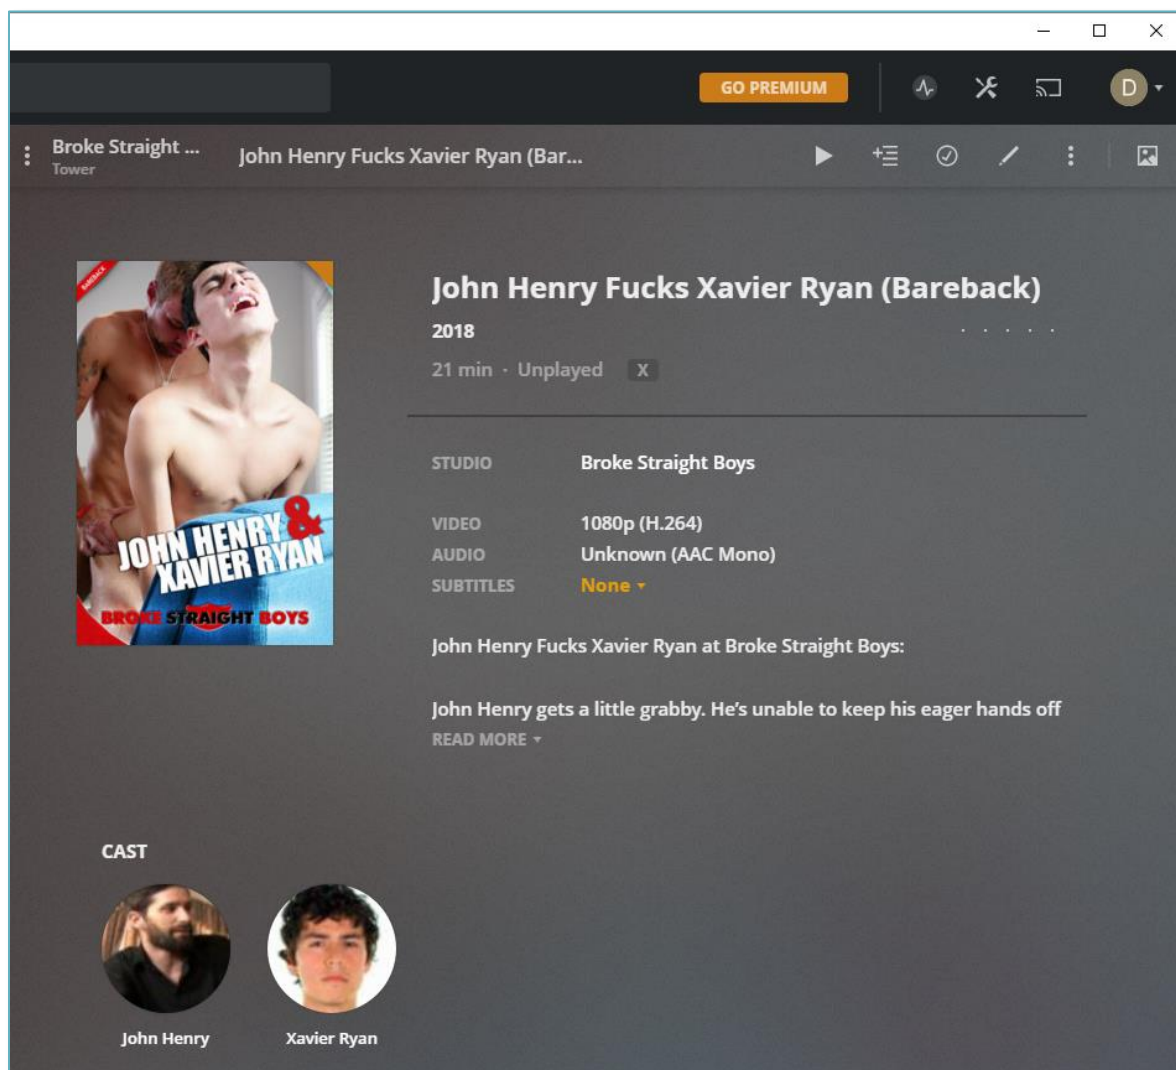 GO PREMIUM
D
Broke Straight ...
Tower
John Henry Fucks Xavier Ryan (Bar...
BAREBACK
JOHN HENRY &
XAVIER RYAN
BROKE STRAIGHT BOYS
John Henry Fucks Xavier Ryan (Bareback)
2018
21 min · Unplayed X
STUDIO Broke Straight Boys
VIDEO 1080p (H.264)
AUDIO Unknown (AAC Mono)
SUBTITLES None
John Henry Fucks Xavier Ryan at Broke Straight Boys:
John Henry gets a little grabby. He’s unable to keep his eager hands off
READ MORE
CAST
John Henry
Xavier Ryan